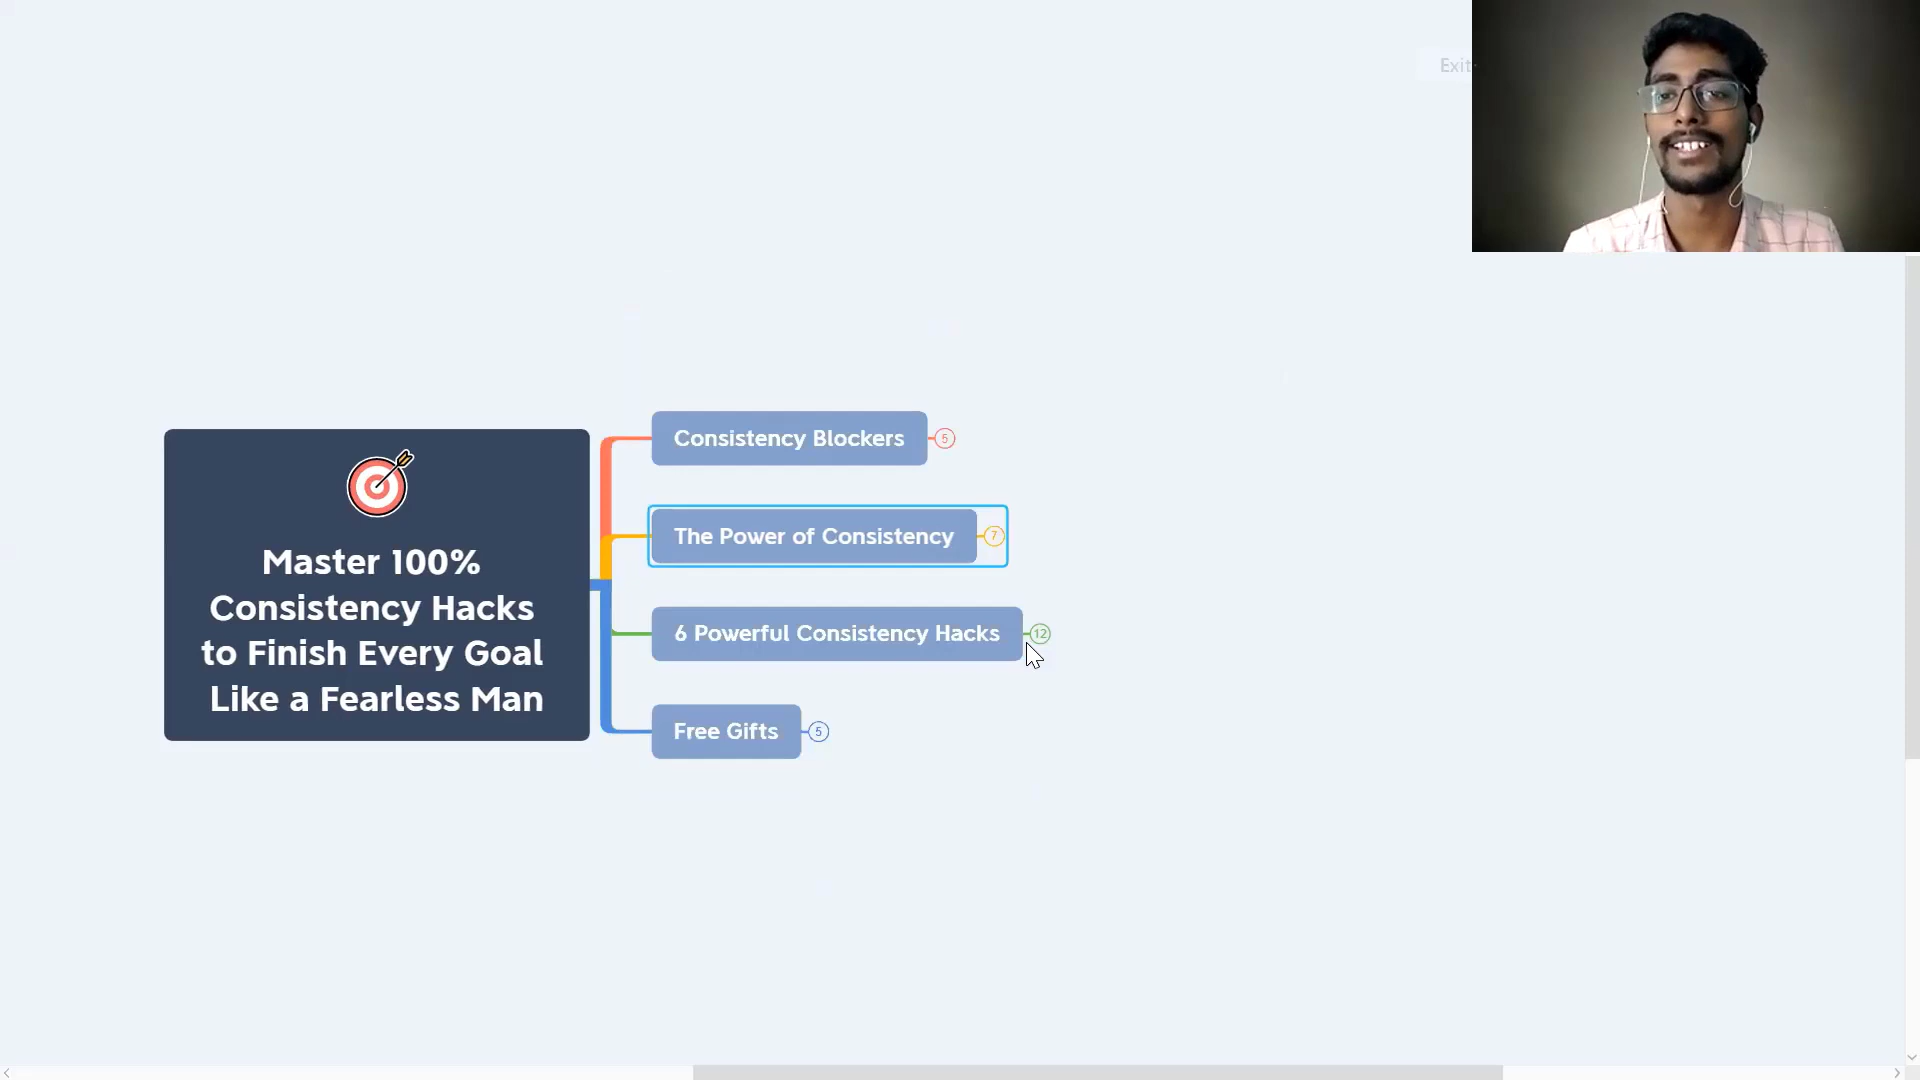 Exit
Master 100%
Consistency Hacks
to Finish Every Goal
Like a Fearless Man
Consistency Blockers
5
The Power of Consistency
7
6 Powerful Consistency Hacks
12
Free Gifts
5